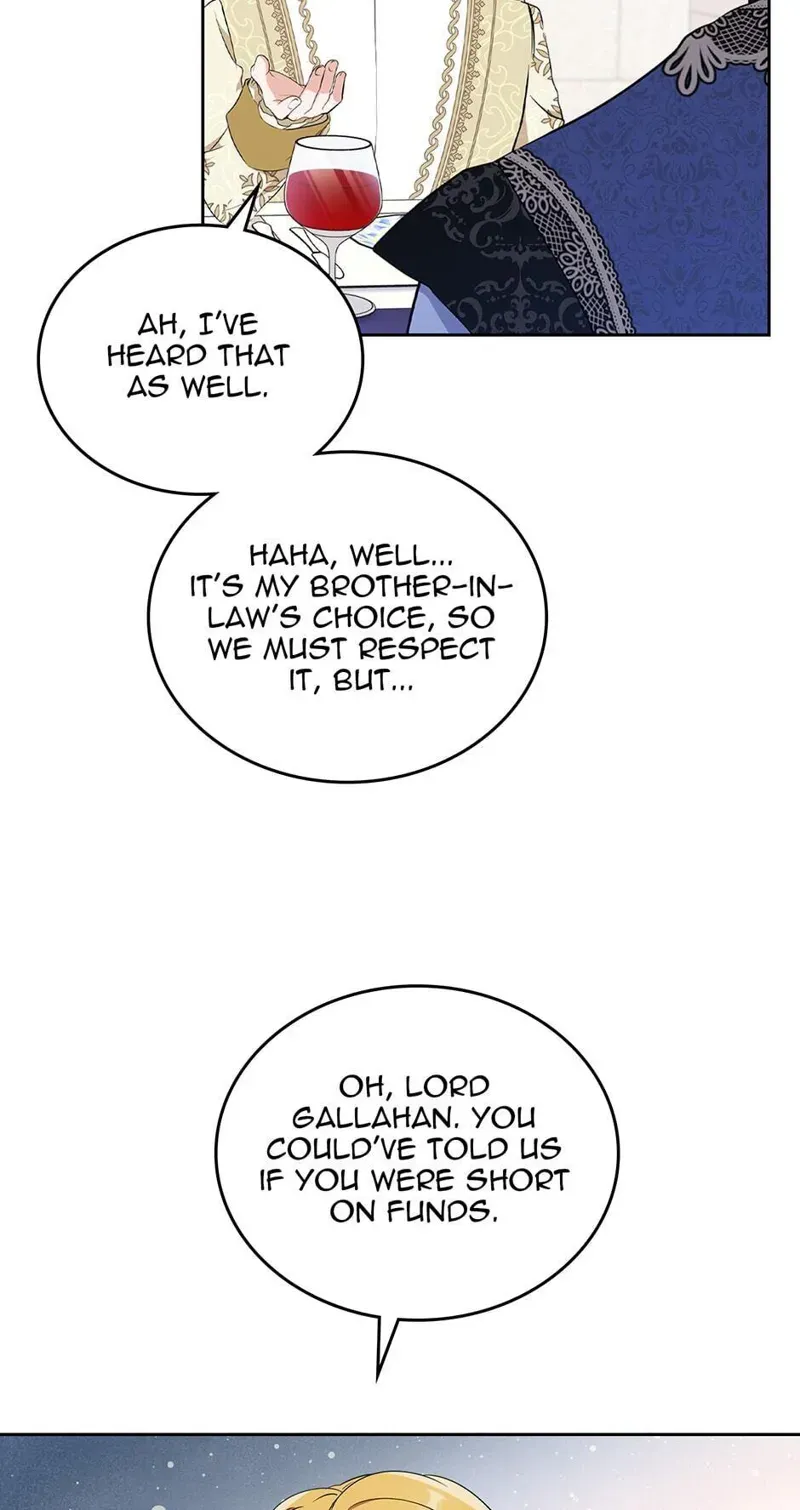 AH, I'VE
HEARD THAT
AS WELL.
HAHA, WELL...
IT'S MY BROTHER-IN-
LAW'S CHOICE, SO
WE MUST RESPECT
IT, BUT...
OH, LORD
GALLAHAN. YOU
COULD'VE TOLD US
IF YOU WERE SHORT
ON FUNDS.